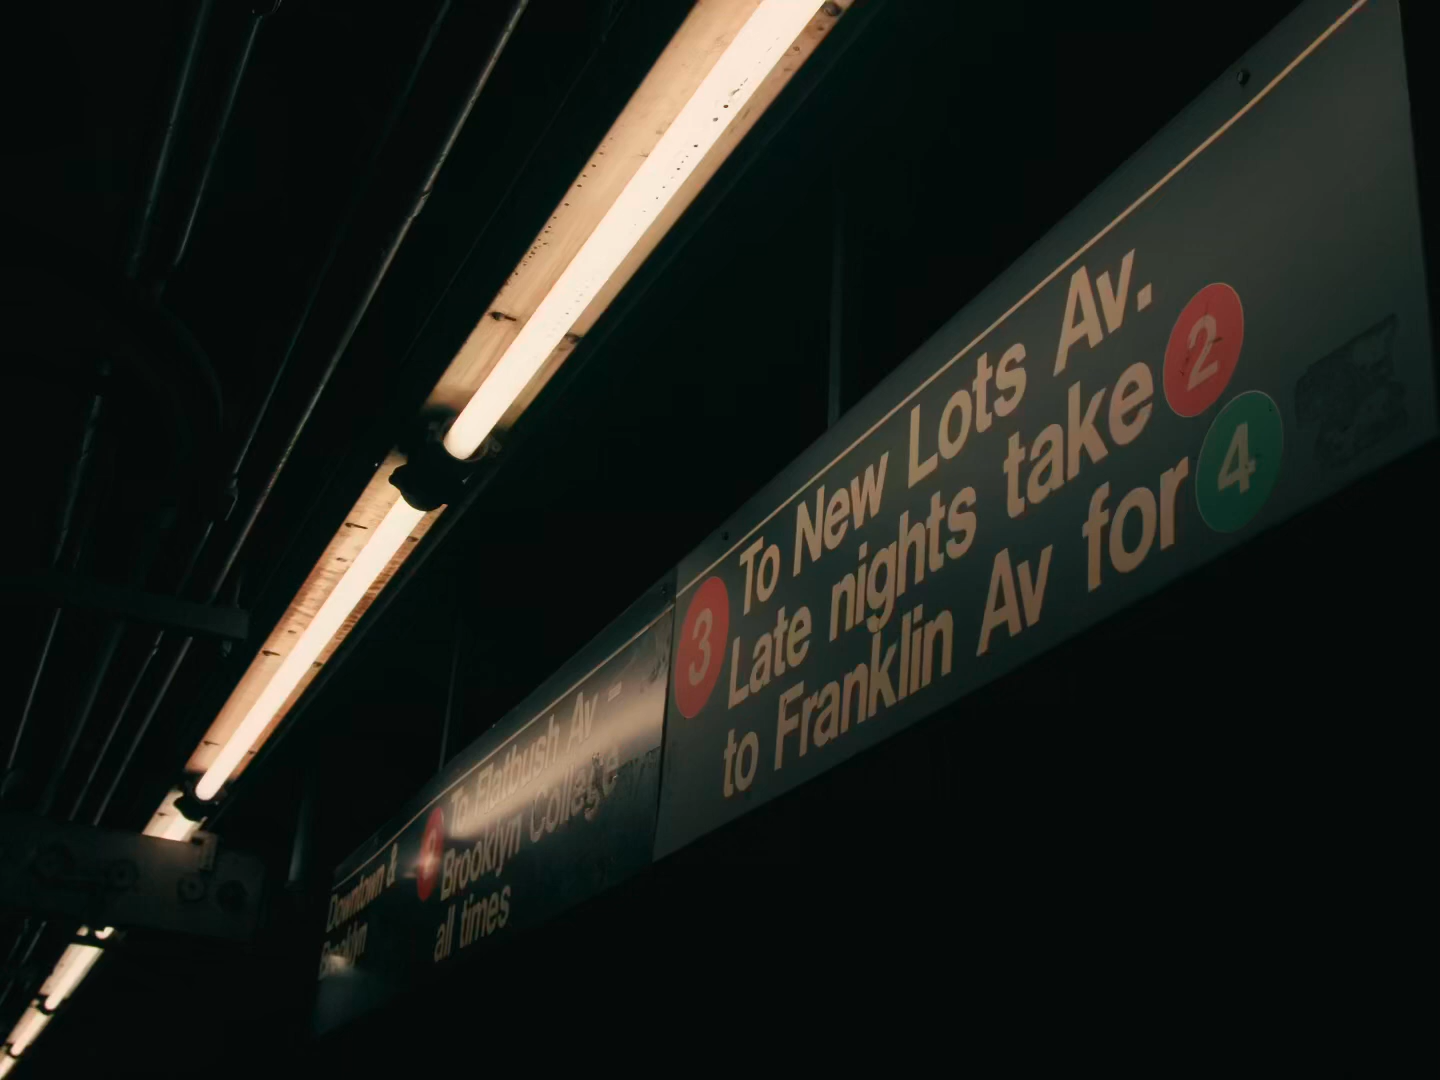 Downtown &
Brooklyn
2 To Flatbush Av –
Brooklyn College
all times
3 To New Lots Av.
Late nights take 2
to Franklin Av for 4